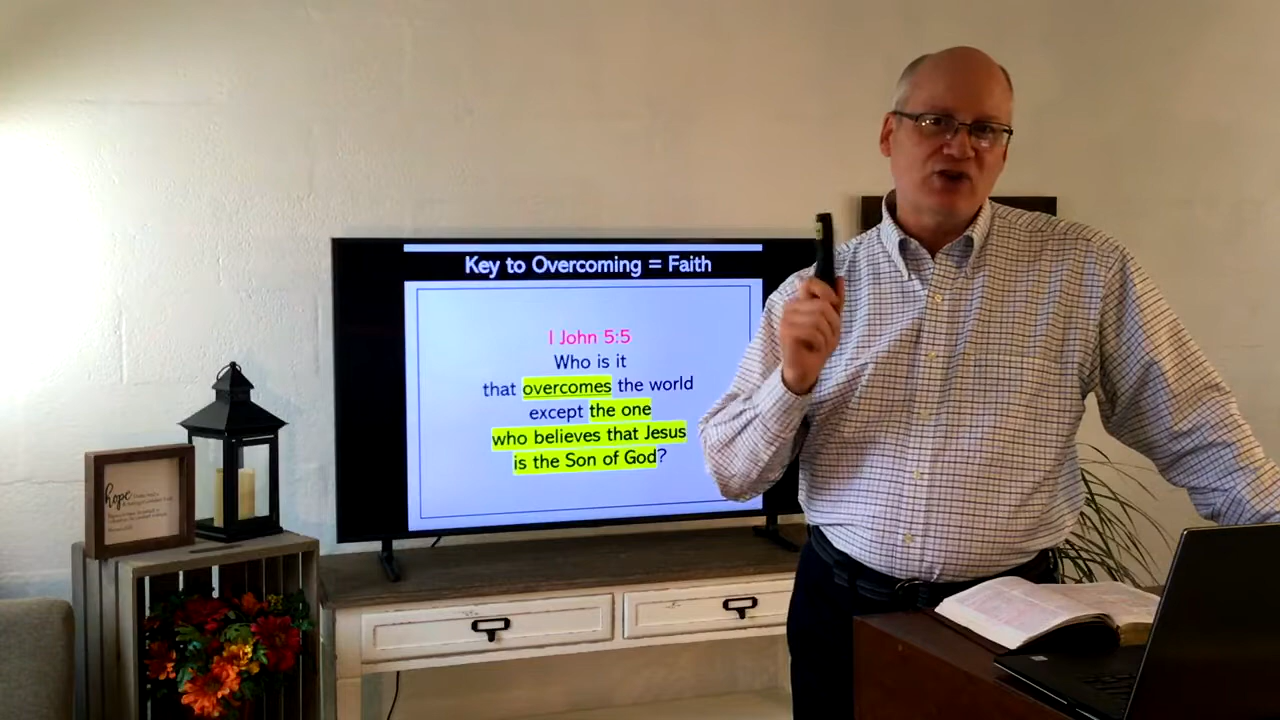 Key to Overcoming = Faith
I John 5:5
Who is it
that overcomes the world
except the one
who believes that Jesus
is the Son of God?
hope